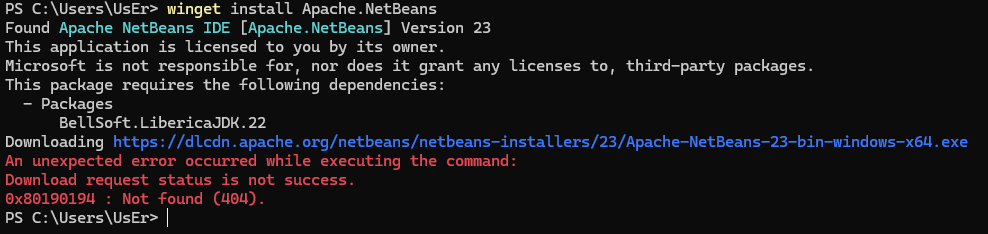 PS C:\Users\UsEr> winget install Apache.NetBeans
Found Apache NetBeans IDE [Apache.NetBeans] Version 23
This application is licensed to you by its owner.
Microsoft is not responsible for, nor does it grant any licenses to, third-party packages.
This package requires the following dependencies:
  - Packages
      BellSoft.LibericaJDK.22
Downloading https://dlcdn.apache.org/netbeans/netbeans-installers/23/Apache-NetBeans-23-bin-windows-x64.exe
An unexpected error occurred while executing the command:
Download request status is not success.
0x80190194 : Not found (404).
PS C:\Users\UsEr>